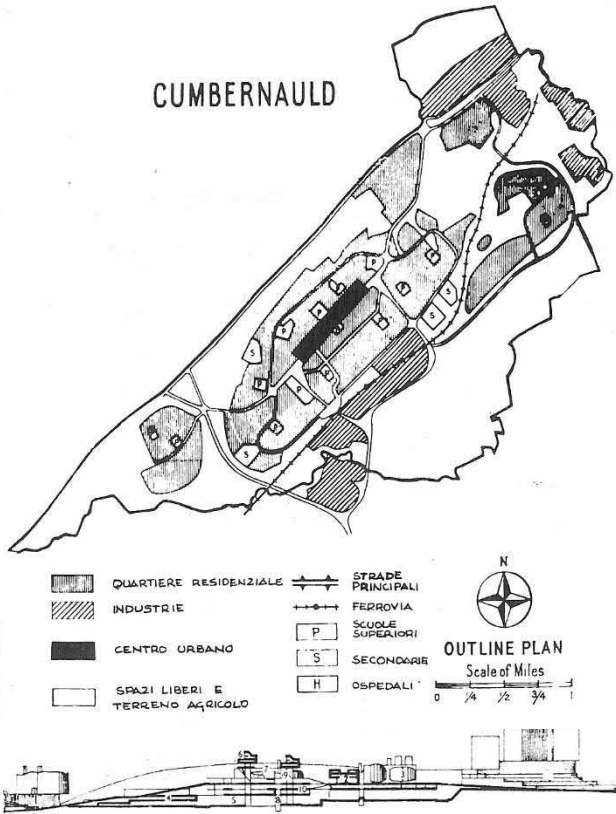 CUMBERNAULD
QUARTIERE RESIDENZIALE
INDUSTRIE
CENTRO URBANO
SPAZI LIBERI E
TERRENO AGRICOLO
STRADE
PRINCIPALI
FERROVIA
P
SCUOLE
SUPERIORI
S
SECONDARIE
H
OSPEDALI
N
OUTLINE PLAN
Scale of Miles
0 1/4 1/2 3/4 1